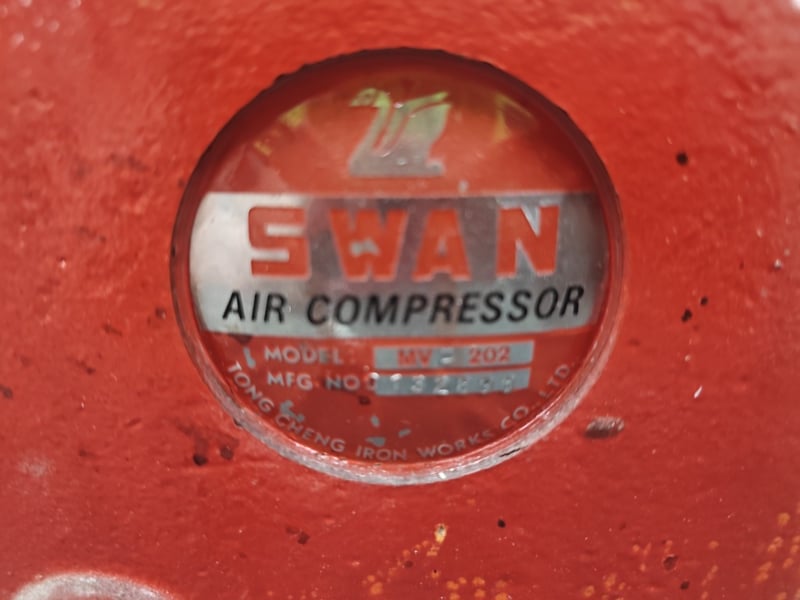 SWAN
AIR COMPRESSOR
MODEL: MV - 202
MFG NO
TONG CHENG IRON WORKS CO., LTD.